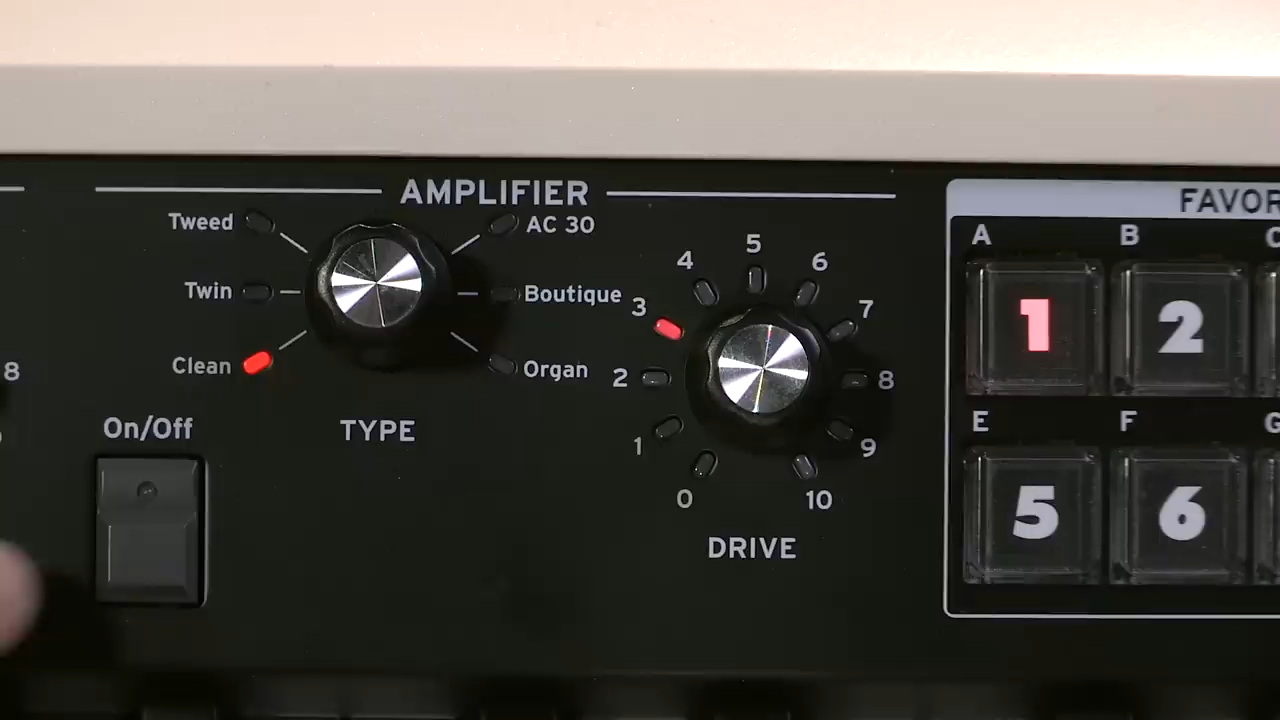 AMPLIFIER
Tweed
AC 30
Twin
Boutique
Clean
Organ
TYPE
On/Off
8
0
1
2
3
4
5
6
7
8
9
10
DRIVE
FAVOR
A
B
C
1
2
E
F
G
5
6